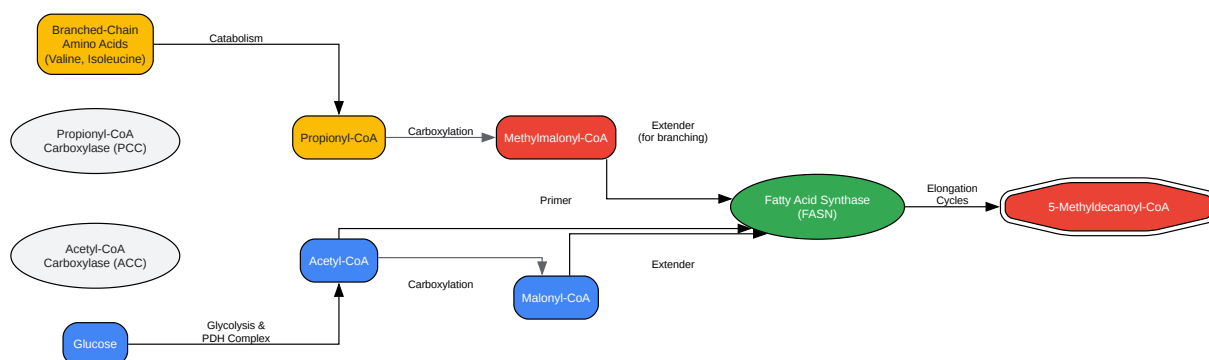 Branched-Chain
Amino Acids
(Valine, Isoleucine)
Catabolism
Propionyl-CoA
Carboxylase (PCC)
Propionyl-CoA
Carboxylation
Methylmalonyl-CoA
Extender
(for branching)
Primer
Fatty Acid Synthase
(FASN)
Elongation
Cycles
5-Methyldecanoyl-CoA
Acetyl-CoA
Carboxylase (ACC)
Acetyl-CoA
Carboxylation
Malonyl-CoA
Extender
Glucose
Glycolysis &
PDH Complex